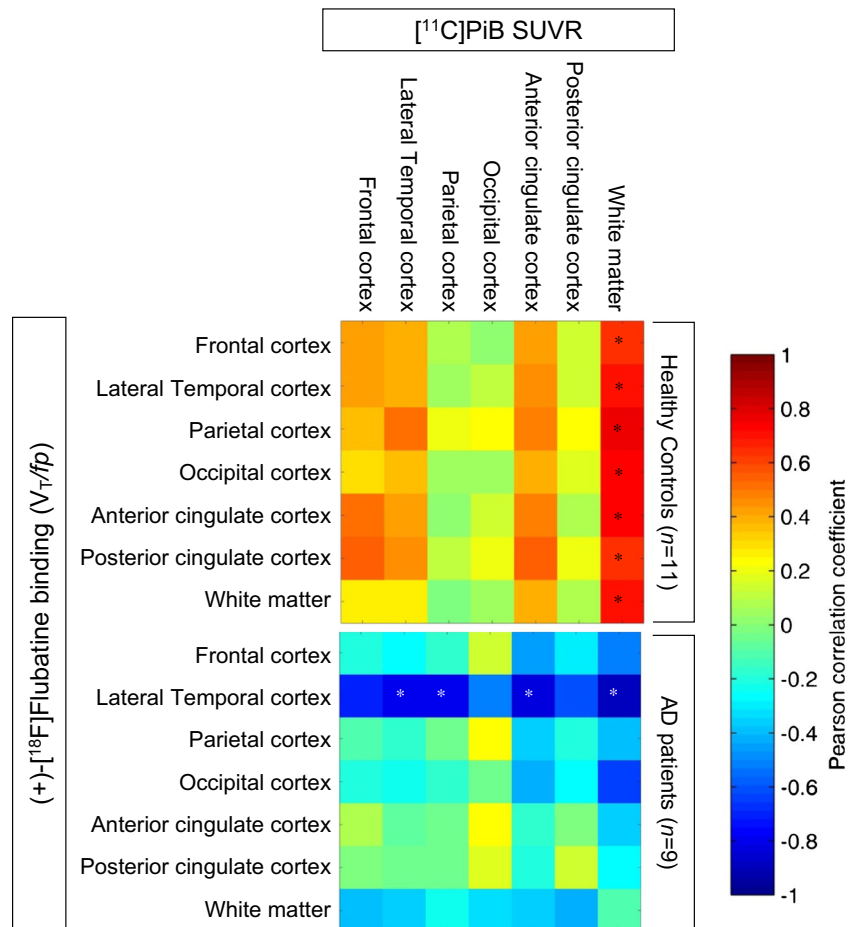 [¹¹C]PiB SUVR
Frontal cortex
Lateral Temporal cortex
Parietal cortex
Occipital cortex
Anterior cingulate cortex
Posterior cingulate cortex
White matter
(+)-[¹⁸F]Flubatine binding (V_T/fp)
Frontal cortex
Lateral Temporal cortex
Parietal cortex
Occipital cortex
Anterior cingulate cortex
Posterior cingulate cortex
White matter
* 
*
*
*
*
*
*
Healthy Controls (n=11)
Frontal cortex
Lateral Temporal cortex
* * * *
Parietal cortex
Occipital cortex
Anterior cingulate cortex
Posterior cingulate cortex
White matter
AD patients (n=9)
1
0.8
0.6
0.4
0.2
0
-0.2
-0.4
-0.6
-0.8
-1
Pearson correlation coefficient